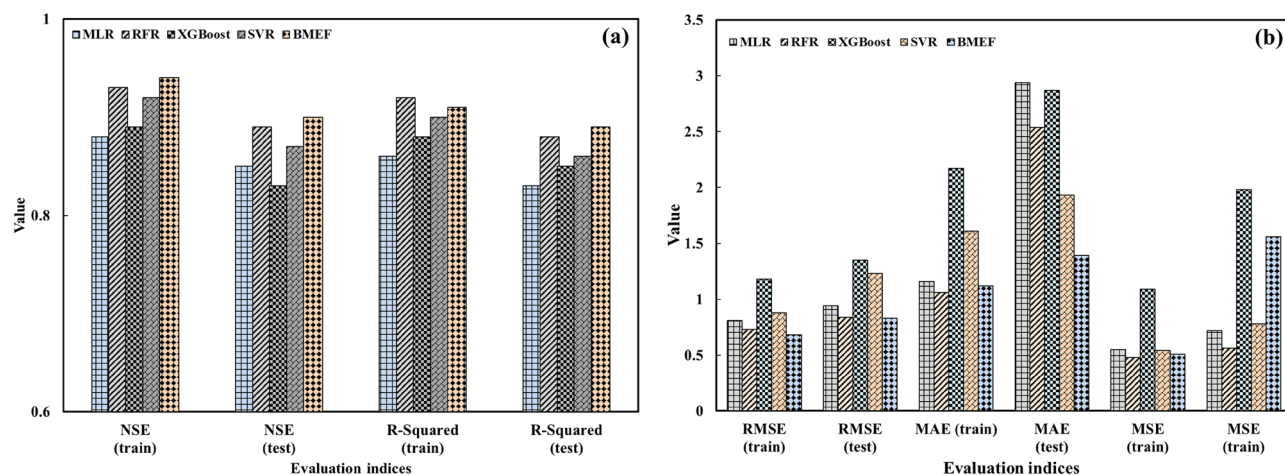 1
MLR RFR XGBoost SVR BMEF
(a)
0.8
0.6
Value
NSE
(train)
NSE
(test)
R-Squared
(train)
R-Squared
(test)
Evaluation indices
3.5
MLR RFR XGBoost SVR BMEF
(b)
3
2.5
2
1.5
1
0.5
0
Value
RMSE
(train)
RMSE
(test)
MAE (train)
MAE
(test)
MSE
(train)
MSE
(train)
Evaluation indices